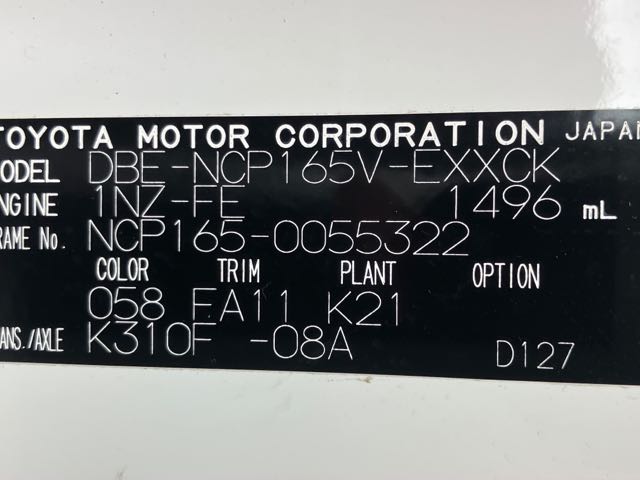 TOYOTA MOTOR CORPORATION JAPAN
MODEL DBE-NCP165V-EXXCK
ENGINE 1NZ-FE 1496 mL
FRAME No. NCP165-0055322
COLOR TRIM PLANT OPTION
058 FA11 K21
TRANS./AXLE K310F -08A D127